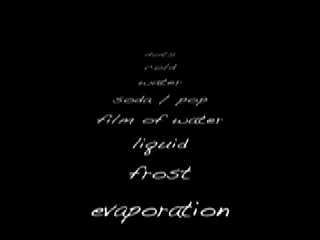 cold
water
soda / pop
film of water
liquid
frost
evaporation